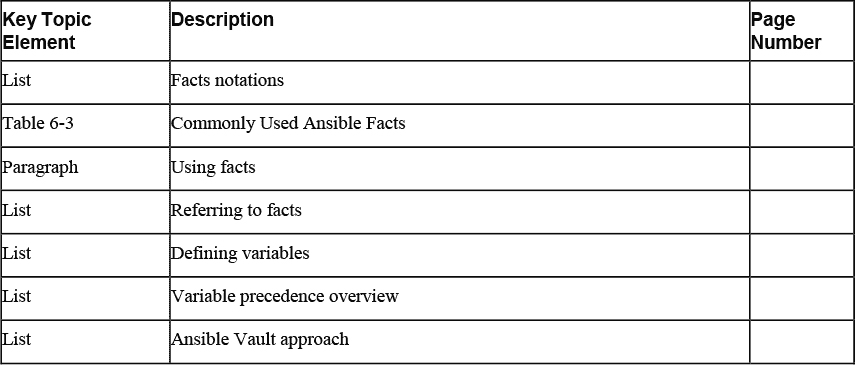 Key Topic Element Description Page Number
List Facts notations
Table 6-3 Commonly Used Ansible Facts
Paragraph Using facts
List Referring to facts
List Defining variables
List Variable precedence overview
List Ansible Vault approach